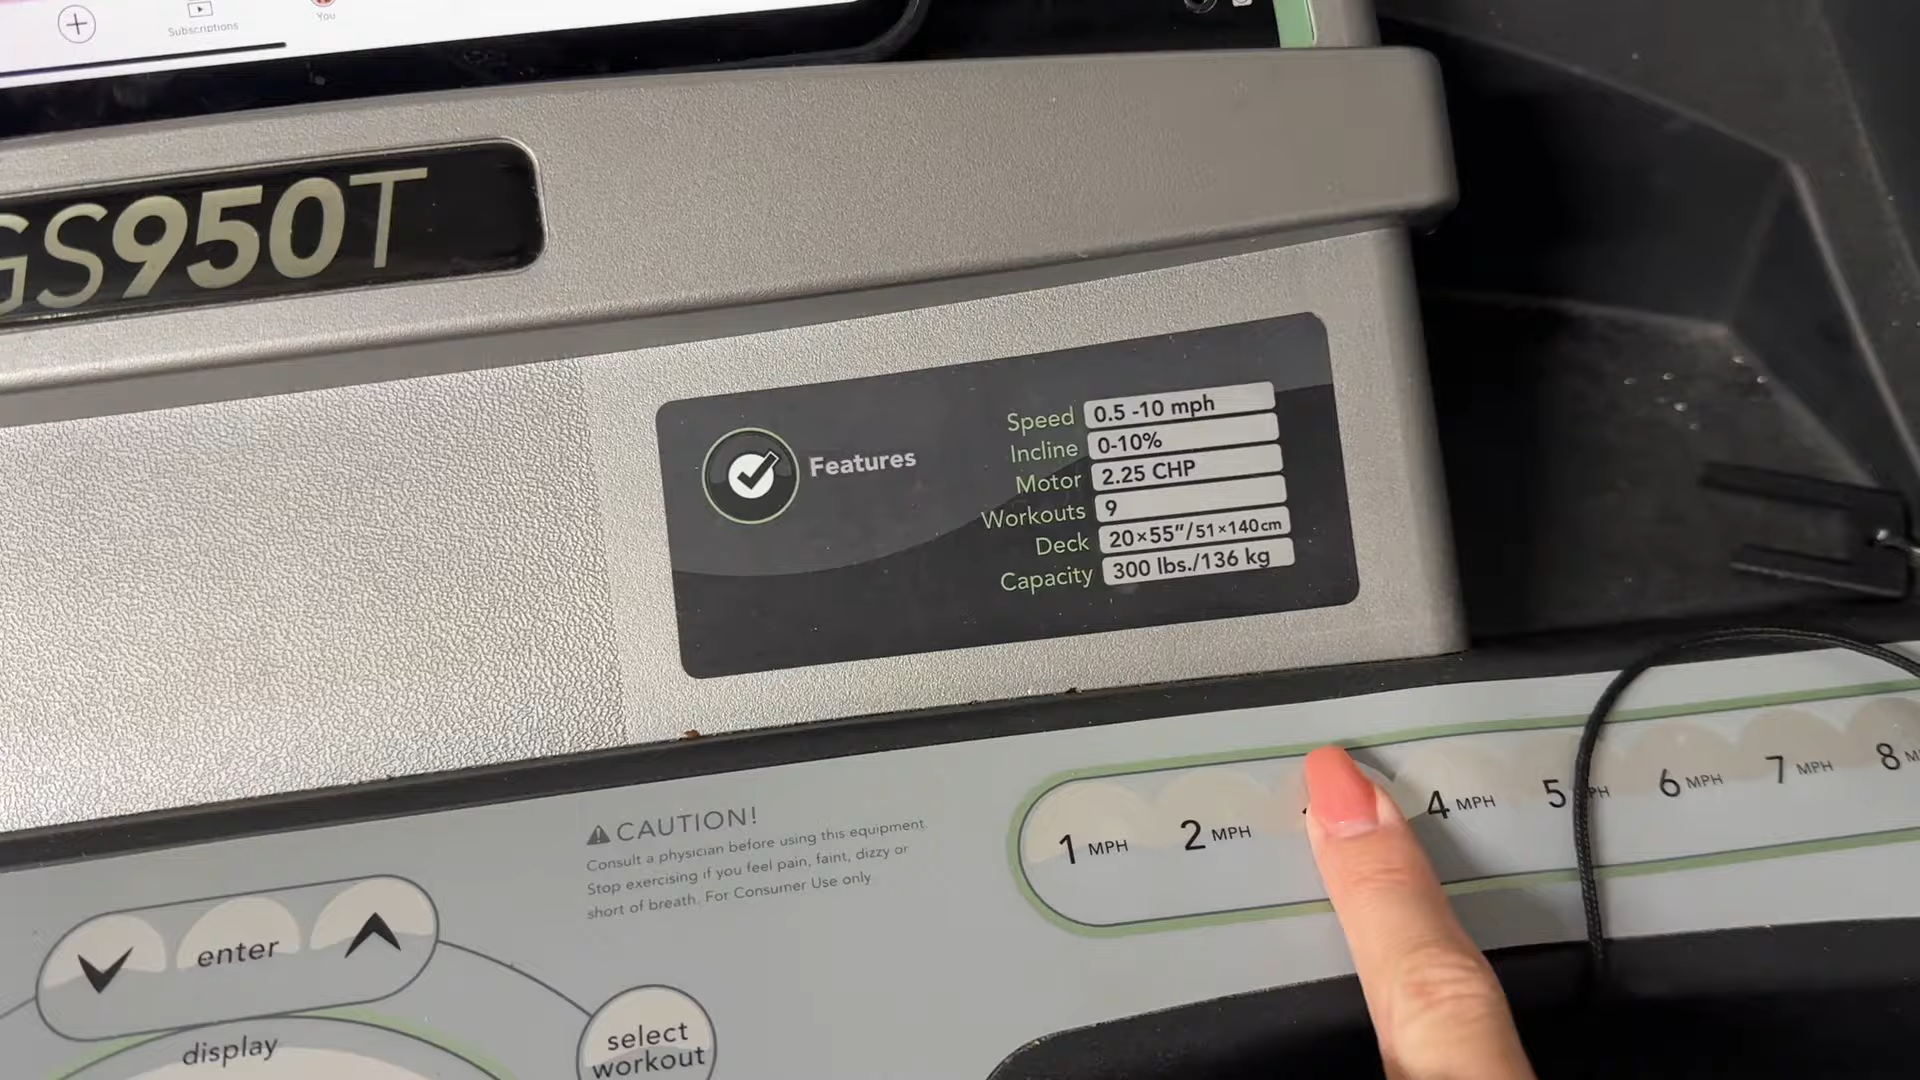 Subscriptions
You
GS950T
Features
Speed 0.5 -10 mph
Incline 0-10%
Motor 2.25 CHP
Workouts 9
Deck 20×55"/51×140cm
Capacity 300 lbs./136 kg
CAUTION!
Consult a physician before using this equipment.
Stop exercising if you feel pain, faint, dizzy or
short of breath. For Consumer Use only
1 MPH 2 MPH 4 MPH 5 PH 6 MPH 7 MPH 8 M
enter
display
select
workout